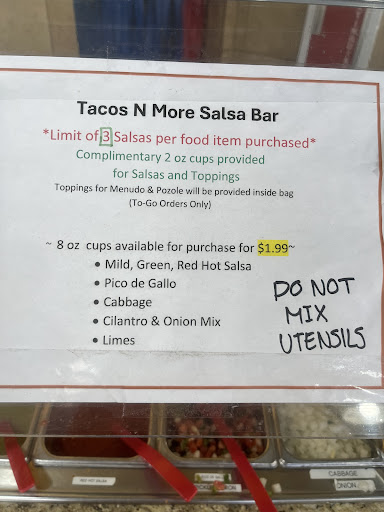 Tacos N More Salsa Bar
*Limit of 3 Salsas per food item purchased*
Complimentary 2 oz cups provided
for Salsas and Toppings
Toppings for Menudo & Pozole will be provided inside bag
(To-Go Orders Only)
~ 8 oz cups available for purchase for $1.99~
• Mild, Green, Red Hot Salsa
• Pico de Gallo
• Cabbage
• Cilantro & Onion Mix
• Limes
DO NOT
MIX
UTENSILS
RED HOT SALSA
CABBAGE
ONION